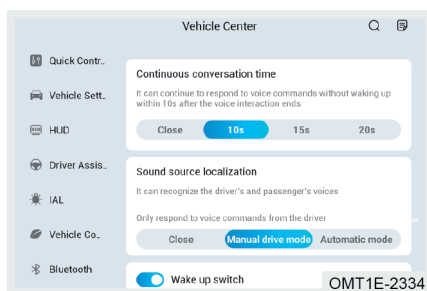 Vehicle Center
Quick Contr..
Vehicle Sett..
HUD
HUD
Driver Assis..
IAL
Vehicle Co..
Bluetooth
Continuous conversation time
It can continue to respond to voice commands without waking up
within 10s after the voice interaction ends
Close 10s 15s 20s
Sound source localization
It can recognize the driver's and passenger's voices
Only respond to voice commands from the driver
Close Manual drive mode Automatic mode
Wake up switch
OMT1E-2334